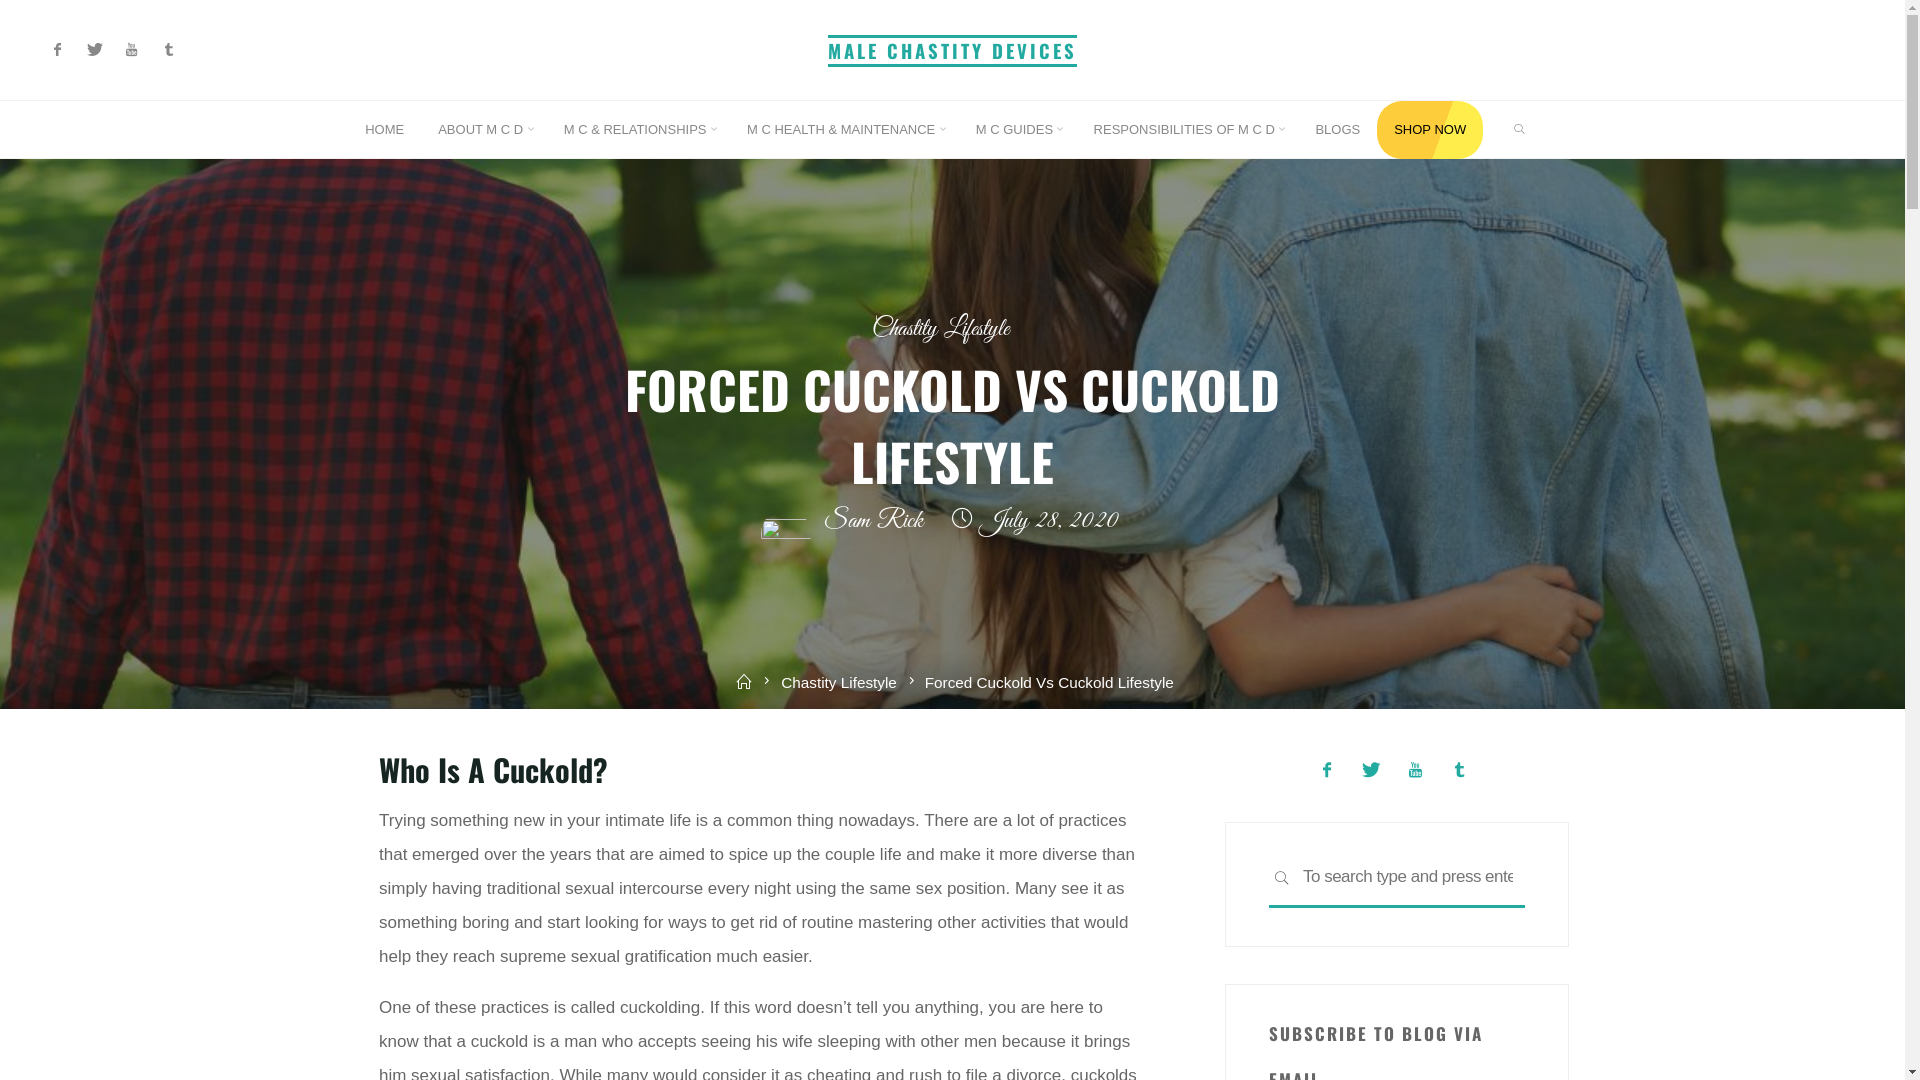 MALE CHASTITY DEVICES
HOME ABOUT M C D M C & RELATIONSHIPS M C HEALTH & MAINTENANCE M C GUIDES RESPONSIBILITIES OF M C D BLOGS SHOP NOW
Chastity Lifestyle
FORCED CUCKOLD VS CUCKOLD
LIFESTYLE
Sam Rick July 28, 2020
Chastity Lifestyle Forced Cuckold Vs Cuckold Lifestyle
Who Is A Cuckold?
Trying something new in your intimate life is a common thing nowadays. There are a lot of practices
that emerged over the years that are aimed to spice up the couple life and make it more diverse than
simply having traditional sexual intercourse every night using the same sex position. Many see it as
something boring and start looking for ways to get rid of routine mastering other activities that would
help they reach supreme sexual gratification much easier.
One of these practices is called cuckolding. If this word doesn’t tell you anything, you are here to
know that a cuckold is a man who accepts seeing his wife sleeping with other men because it brings
him sexual satisfaction. While many would consider it as cheating and rush to file a divorce, cuckolds
To search type and press ente
SUBSCRIBE TO BLOG VIA
EMAIL